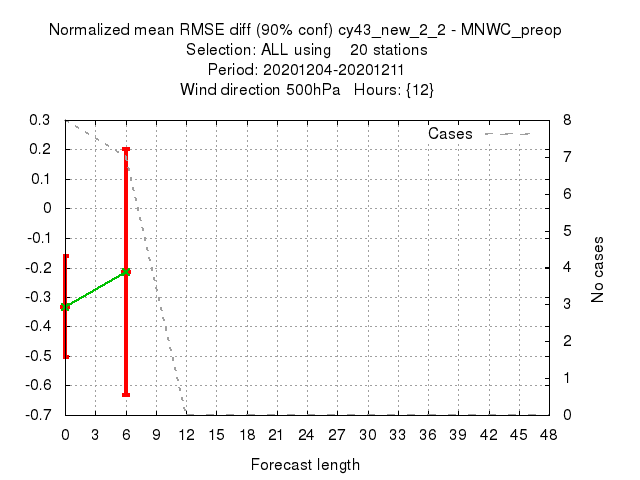 Normalized mean RMSE diff (90% conf) cy43_new_2_2 - MNWC_preop
Selection: ALL using    20 stations
Period: 20201204-20201211
Wind direction 500hPa   Hours: {12}
Cases
0.3
0.2
0.1
0
-0.1
-0.2
-0.3
-0.4
-0.5
-0.6
-0.7
8
7
6
5
4
3
2
1
0
No cases
0 3 6 9 12 15 18 21 24 27 30 33 36 39 42 45 48
Forecast length